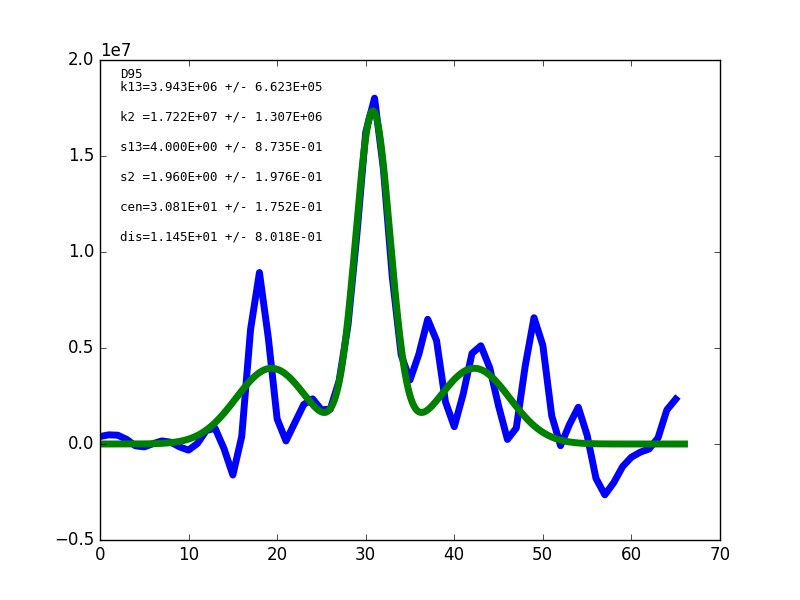 1e7
2.0
1.5
1.0
0.5
0.0
−0.5
D95
k13=3.943E+06 +/- 6.623E+05
k2 =1.722E+07 +/- 1.307E+06
s13=4.000E+00 +/- 8.735E-01
s2 =1.960E+00 +/- 1.976E-01
cen=3.081E+01 +/- 1.752E-01
dis=1.145E+01 +/- 8.018E-01
0 10 20 30 40 50 60 70